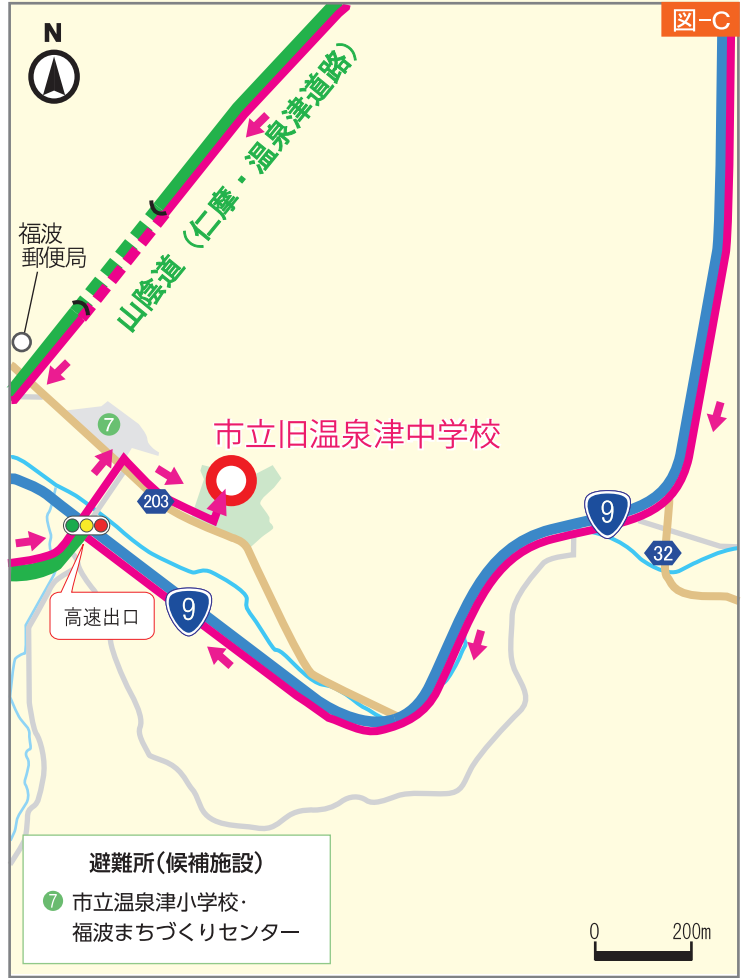 図-C
N
山陰道(仁摩・温泉津道路)
福波
郵便局
7
市立旧温泉津中学校
203
9
32
高速出口
9
避難所(候補施設)
7 市立温泉津小学校・
福波まちづくりセンター
0 200m